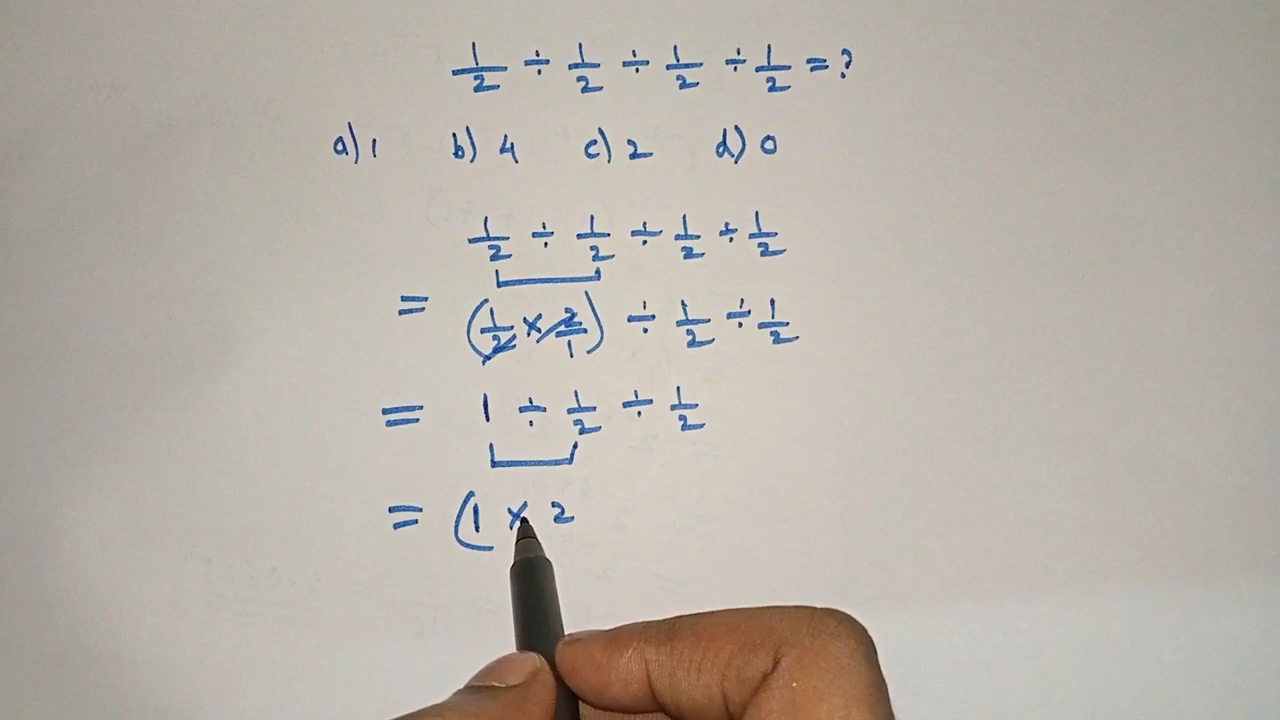 1/2 ÷ 1/2 ÷ 1/2 ÷ 1/2 = ?
a) 1 b) 4 c) 2 d) 0
1/2 ÷ 1/2 ÷ 1/2 ÷ 1/2
= (1/2 × 2/1) ÷ 1/2 ÷ 1/2
= 1 ÷ 1/2 ÷ 1/2
= (1 × 2